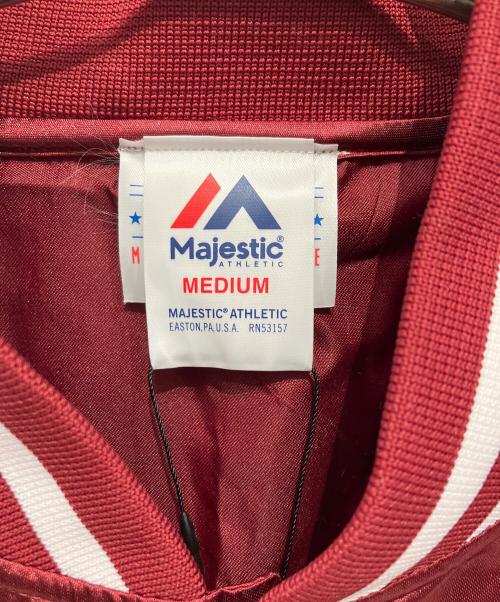 Majestic®
ATHLETIC
MEDIUM
MAJESTIC® ATHLETIC
EASTON,PA,U.S.A. RN53157
M
E